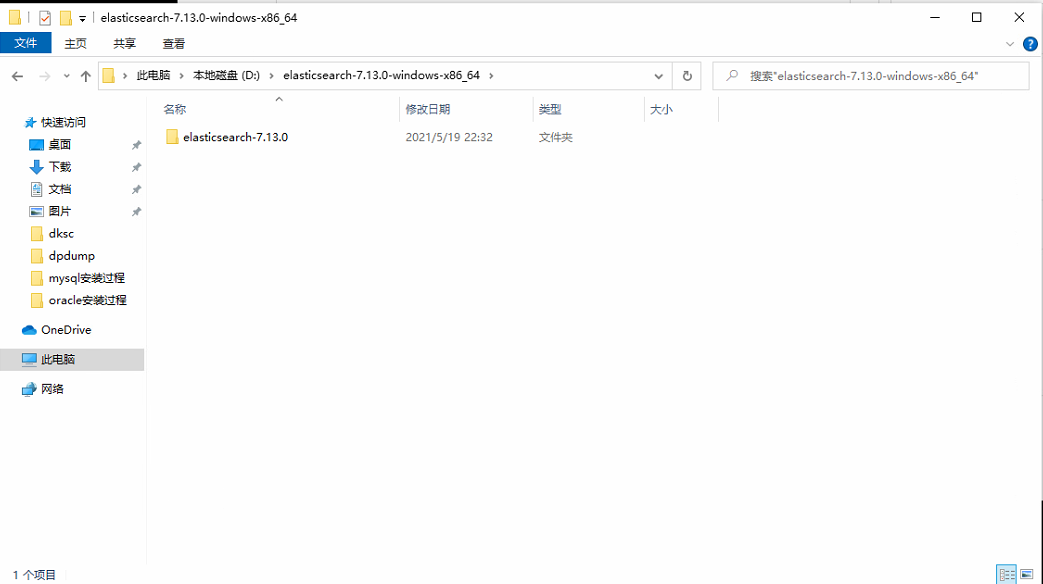 elasticsearch-7.13.0-windows-x86_64
文件 主页 共享 查看
此电脑 本地磁盘 (D:) elasticsearch-7.13.0-windows-x86_64 搜索"elasticsearch-7.13.0-windows-x86_64"
名称 修改日期 类型 大小
elasticsearch-7.13.0 2021/5/19 22:32 文件夹
快速访问
桌面
下载
文档
图片
dksc
dpdump
mysql安装过程
oracle安装过程
OneDrive
此电脑
网络
1 个项目